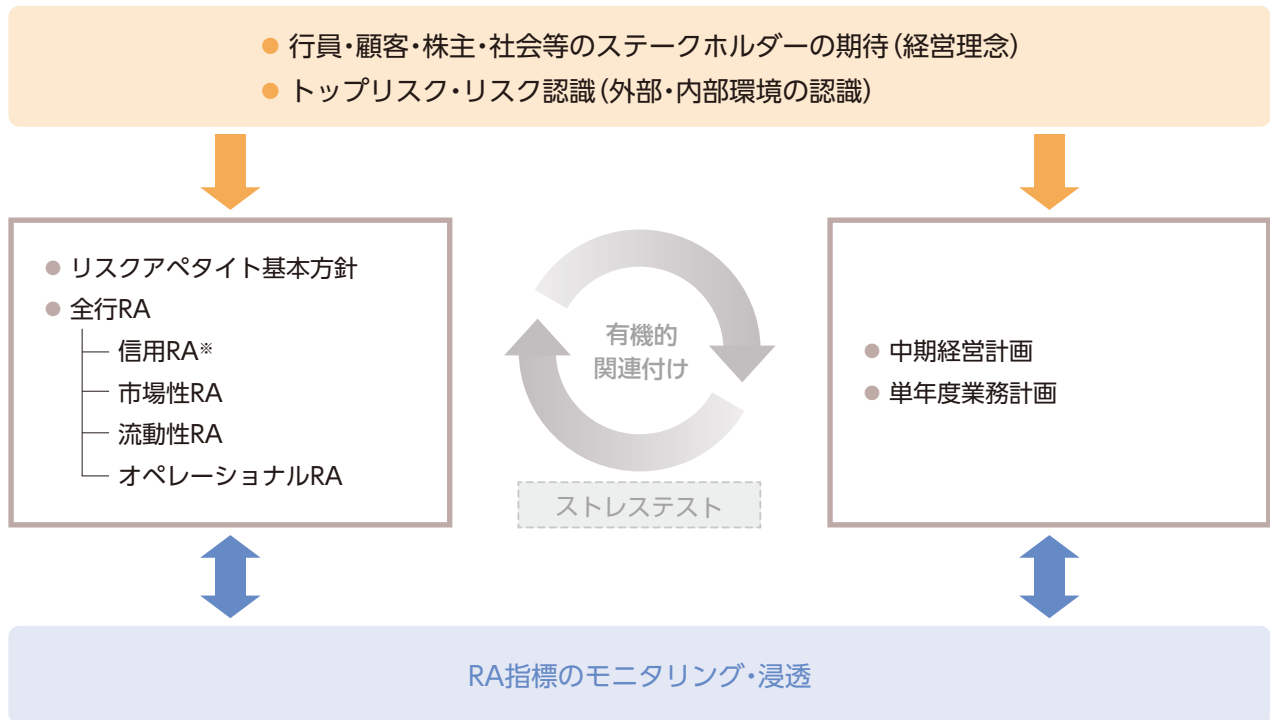 ● 行員・顧客・株主・社会等のステークホルダーの期待(経営理念)
● トップリスク・リスク認識(外部・内部環境の認識)
● リスクアペタイト基本方針
● 全行RA
信用RA※
市場性RA
流動性RA
オペレーショナルRA
有機的
関連付け
ストレステスト
● 中期経営計画
● 単年度業務計画
RA指標のモニタリング・浸透